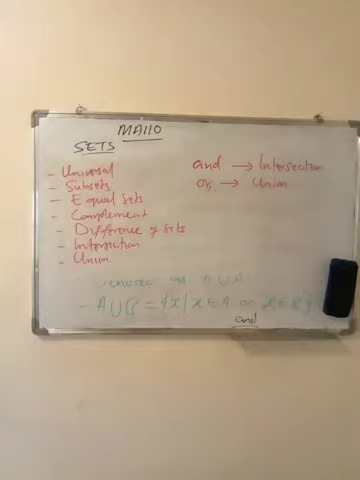 MA110
SETS
- Universal
- Subsets
- Equal sets
- Complement
- Difference of sets
- Intersection
- Union
and → Intersection
or → Union
A U B
- A U B = {x | x ∈ A or x ∈ B}
and